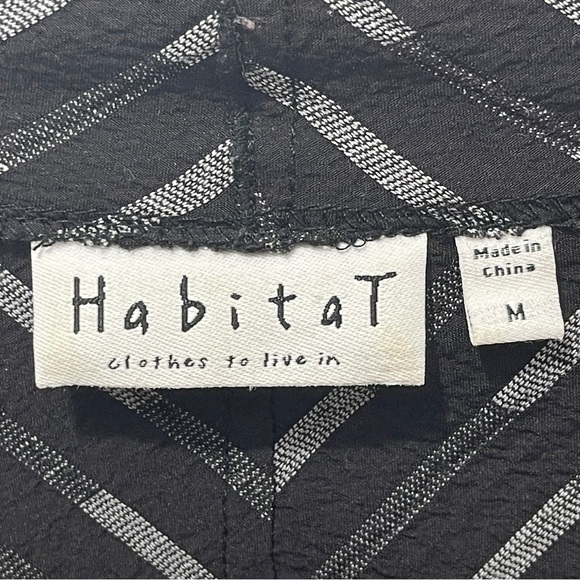 HabitaT
clothes to live in
Made in
China
M